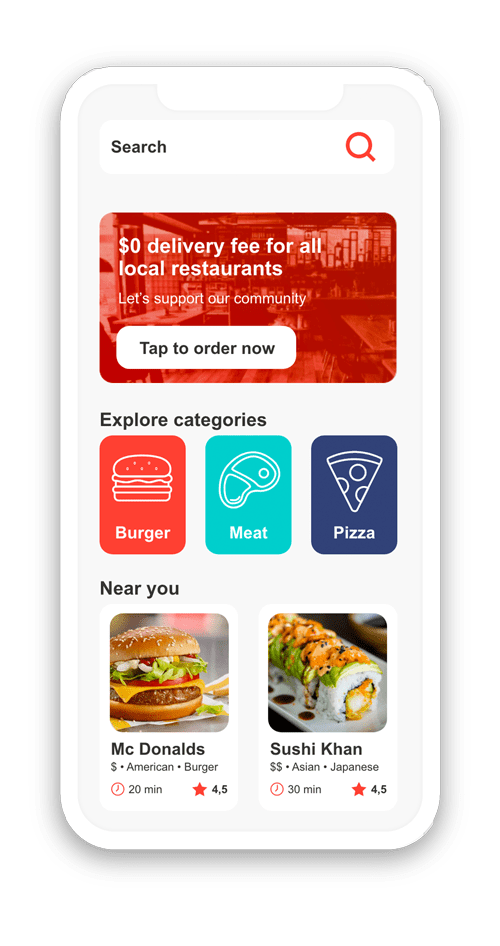 Search
$0 delivery fee for all
local restaurants
Let's support our community
Tap to order now
Explore categories
Burger
Meat
Pizza
Near you
Mc Donalds
$ • American • Burger
20 min
4,5
Sushi Khan
$$ • Asian • Japanese
30 min
4,5